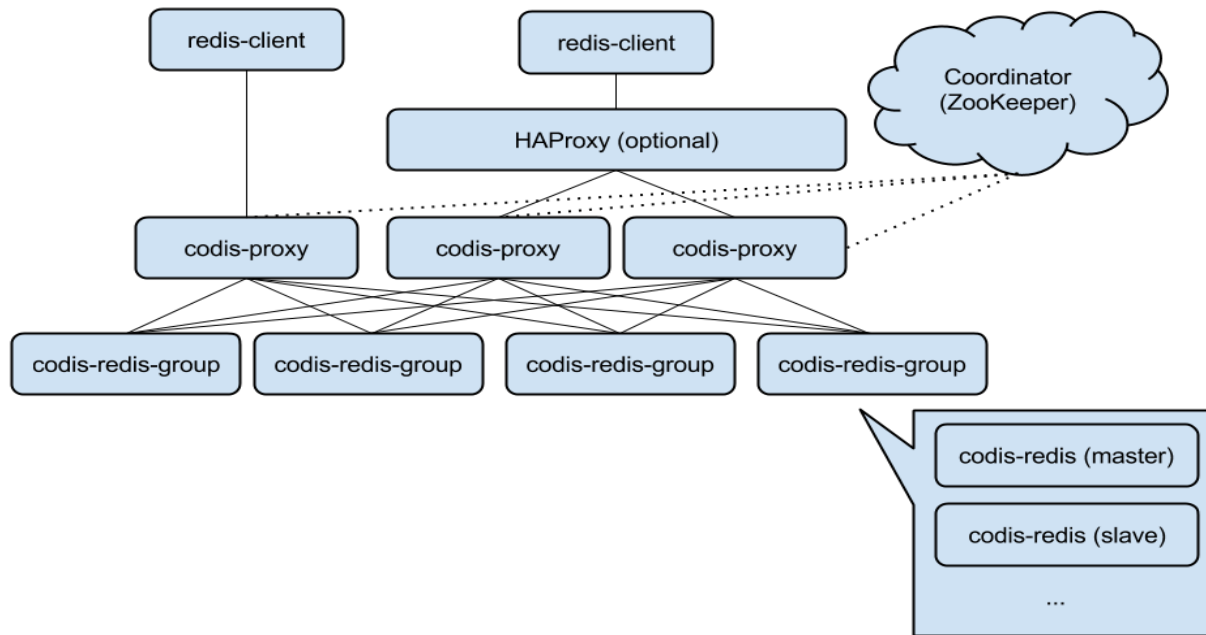 redis-client
redis-client
Coordinator
(ZooKeeper)
HAProxy (optional)
codis-proxy
codis-proxy
codis-proxy
codis-redis-group
codis-redis-group
codis-redis-group
codis-redis-group
codis-redis (master)
codis-redis (slave)
...